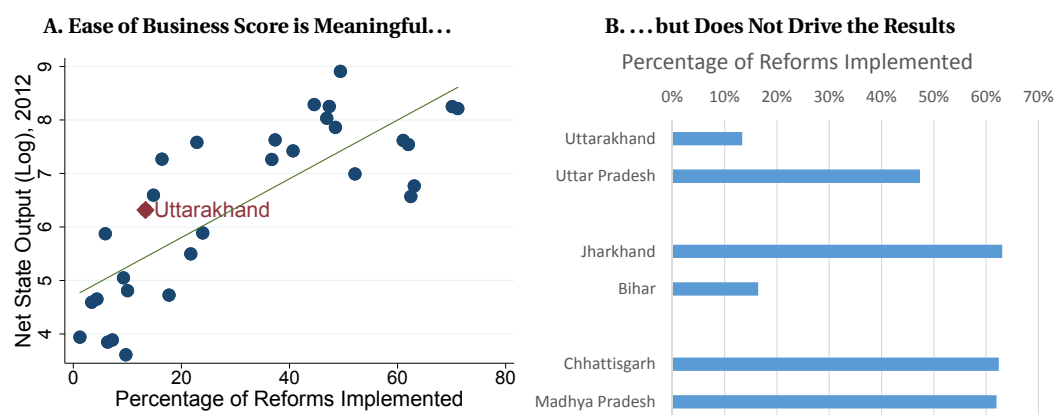 A. Ease of Business Score is Meaningful...
Net State Output (Log), 2012
9
8
7
6
5
4
Uttarakhand
0 20 40 60 80
Percentage of Reforms Implemented
B. ...but Does Not Drive the Results
Percentage of Reforms Implemented
0% 10% 20% 30% 40% 50% 60% 70%
Uttarakhand
Uttar Pradesh
Jharkhand
Bihar
Chhattisgarh
Madhya Pradesh